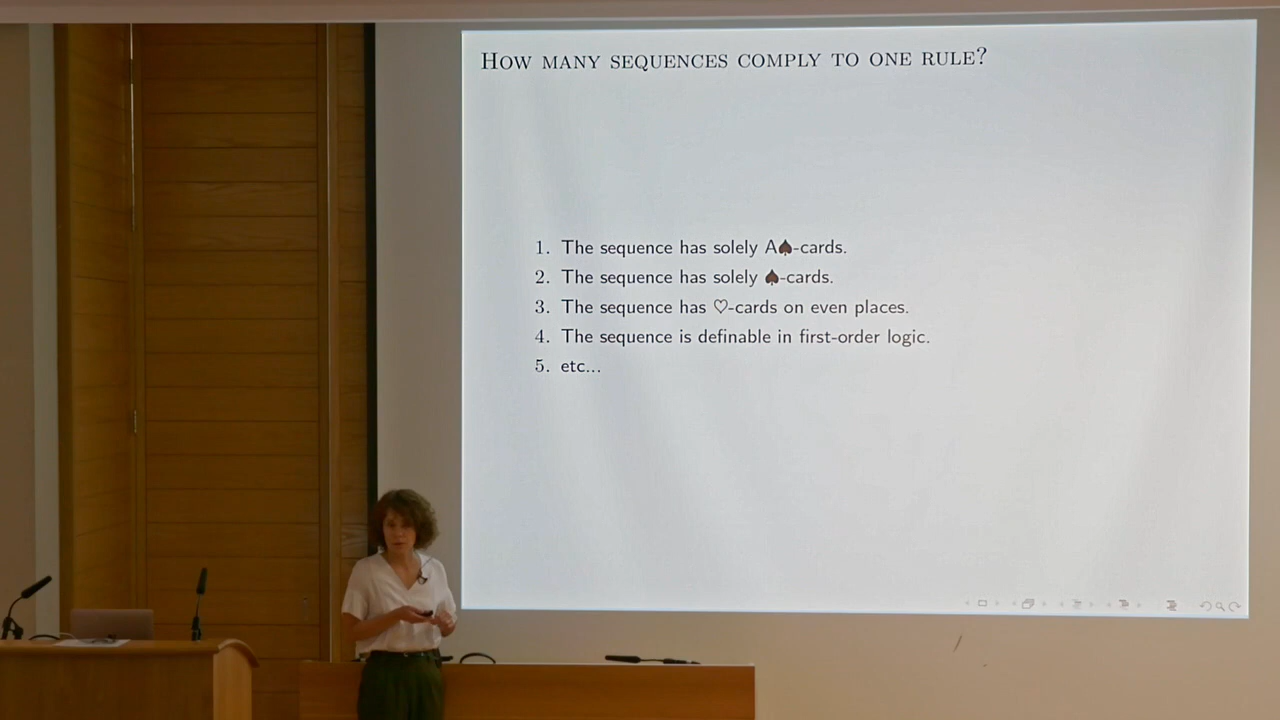 How many sequences comply to one rule?
1. The sequence has solely A♠-cards.
2. The sequence has solely ♠-cards.
3. The sequence has ♡-cards on even places.
4. The sequence is definable in first-order logic.
5. etc...